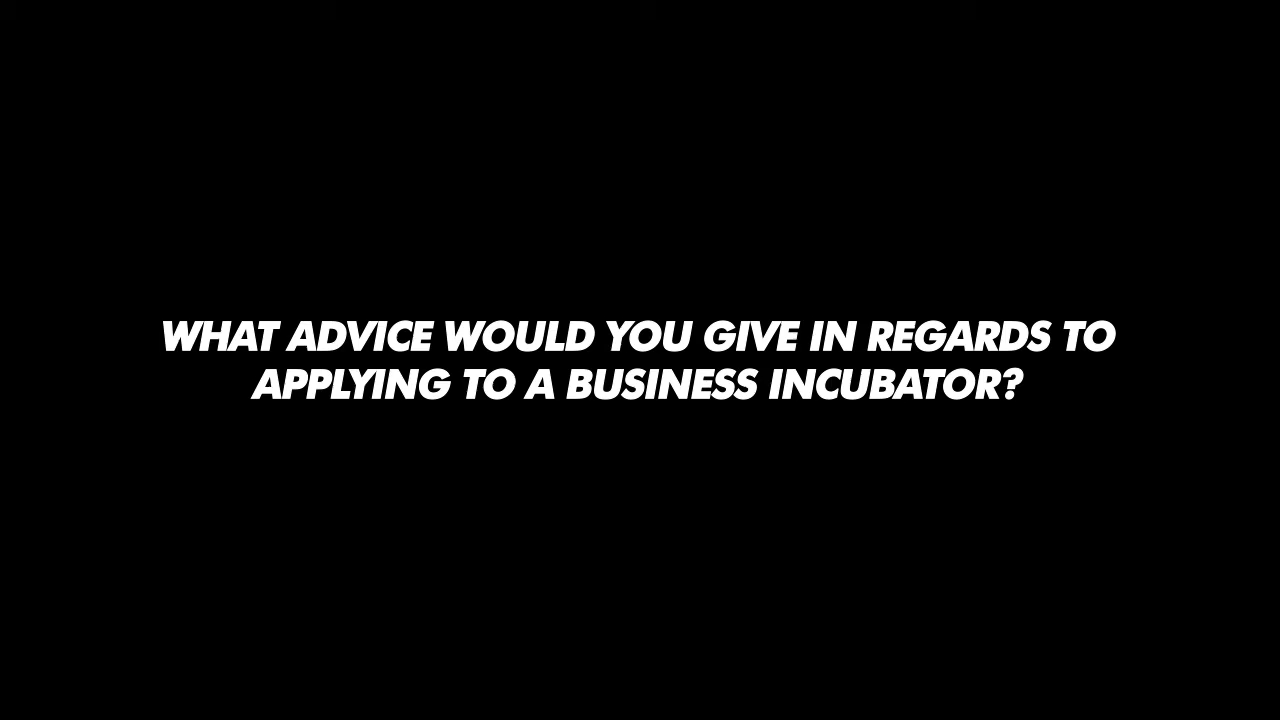 WHAT ADVICE WOULD YOU GIVE IN REGARDS TO
APPLYING TO A BUSINESS INCUBATOR?